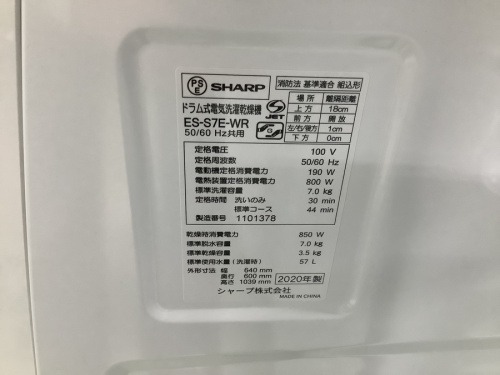 PS E SHARP
ドラム式電気洗濯乾燥機
ES-S7E-WR
50/60 Hz共用
JET
S
消防法 基準適合 組込形
場所 離隔距離
上方 18cm
前方 開放
左右/後方 1cm
下方 0cm
定格電圧 100 V
定格周波数 50/60 Hz
電動機定格消費電力 190 W
電熱装置定格消費電力 800 W
標準洗濯容量 7.0 kg
定格時間 洗いのみ 30 min
標準コース 44 min
製造番号 1101378
乾燥時消費電力 850 W
標準脱水容量 7.0 kg
標準乾燥容量 3.5 kg
標準使用水量(洗濯時) 57 L
外形寸法 幅 640 mm
奥行 600 mm
高さ 1039 mm
2020年製
シャープ株式会社
MADE IN CHINA